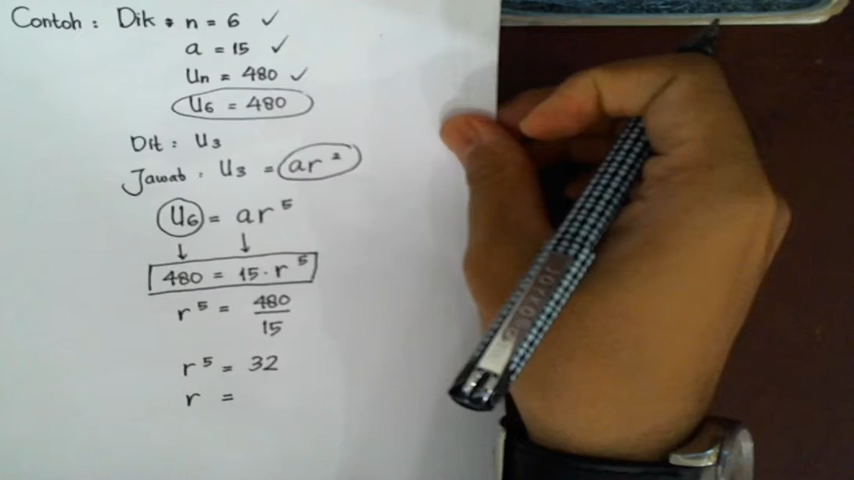 Contoh : Dik : n = 6 ✓
a = 15 ✓
Un = 480 ✓
U6 = 480
Dit : U3
Jawab : U3 = ar²
U6 = ar⁵
↓ ↓
480 = 15 · r⁵
r⁵ = 480/15
r⁵ = 32
r =
JOYKO